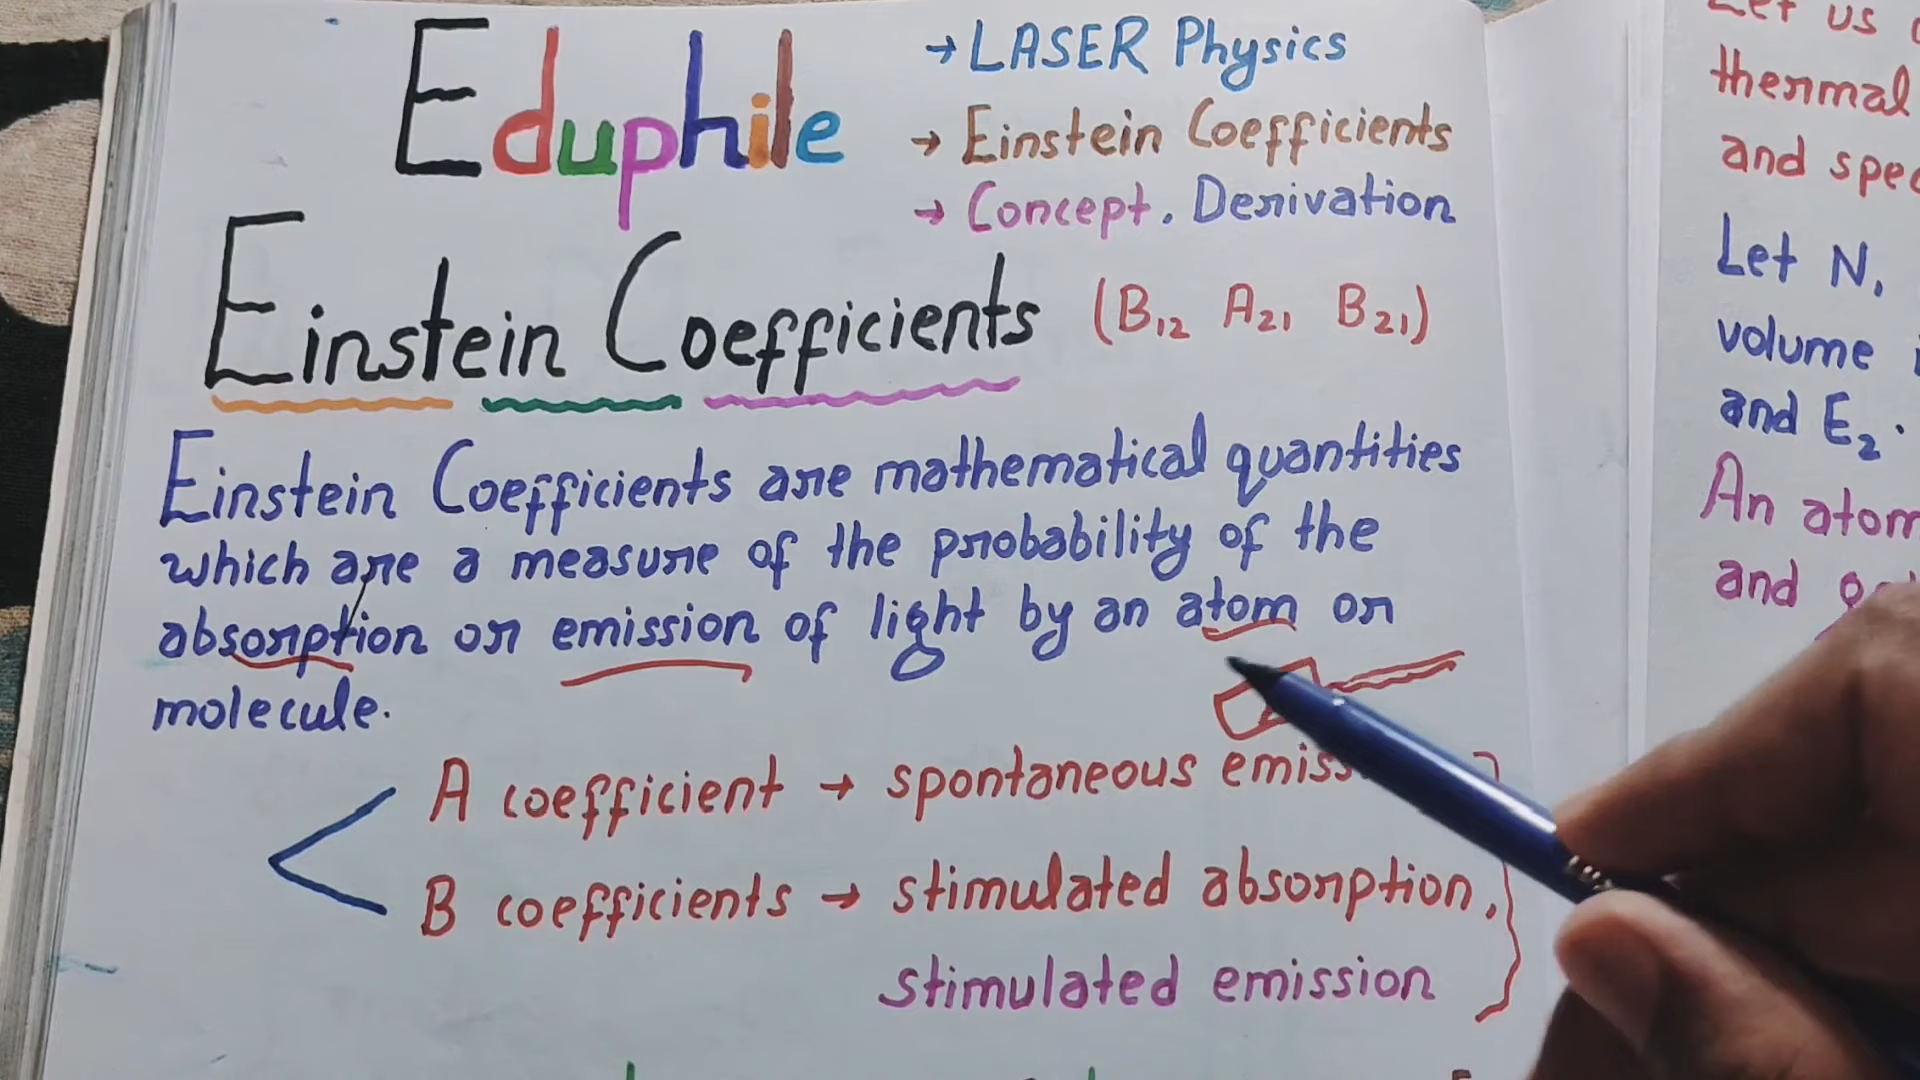 Eduphile
→ LASER Physics
→ Einstein Coefficients
→ Concept, Derivation
Einstein Coefficients (B12 A21 B21)
Einstein Coefficients are mathematical quantities
which are a measure of the probability of the
absorption or emission of light by an atom or
molecule.
A coefficient → spontaneous
B coefficients → stimulated absorption,
stimulated emission
us
thermal
and
Let N1
volume
and E2.
An atom
and